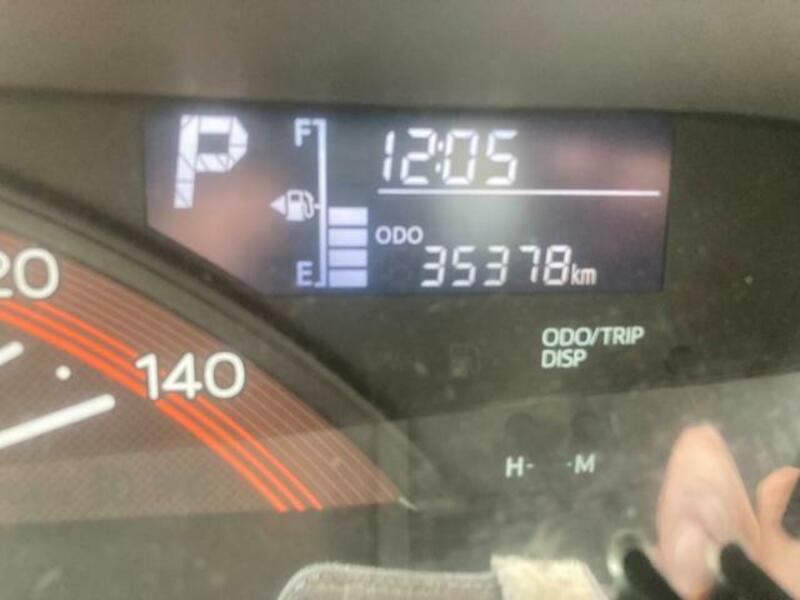 P
F
12:05
ODO
35378km
E
20
140
ODO/TRIP
DISP
H- -M